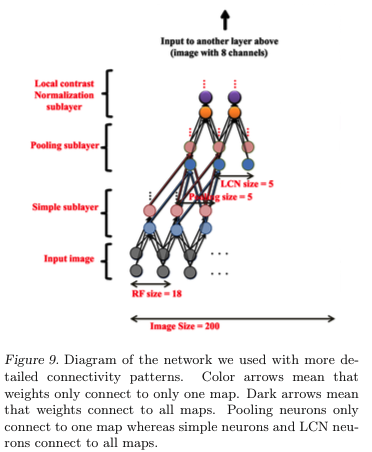 Input to another layer above
(image with 8 channels)
Local contrast
Normalization
sublayer
Pooling sublayer
LCN size = 5
Pooling size = 5
Simple sublayer
Input image
RF size = 18
Image Size = 200
Figure 9. Diagram of the network we used with more de-
tailed connectivity patterns. Color arrows mean that
weights only connect to only one map. Dark arrows mean
that weights connect to all maps. Pooling neurons only
connect to one map whereas simple neurons and LCN neu-
rons connect to all maps.